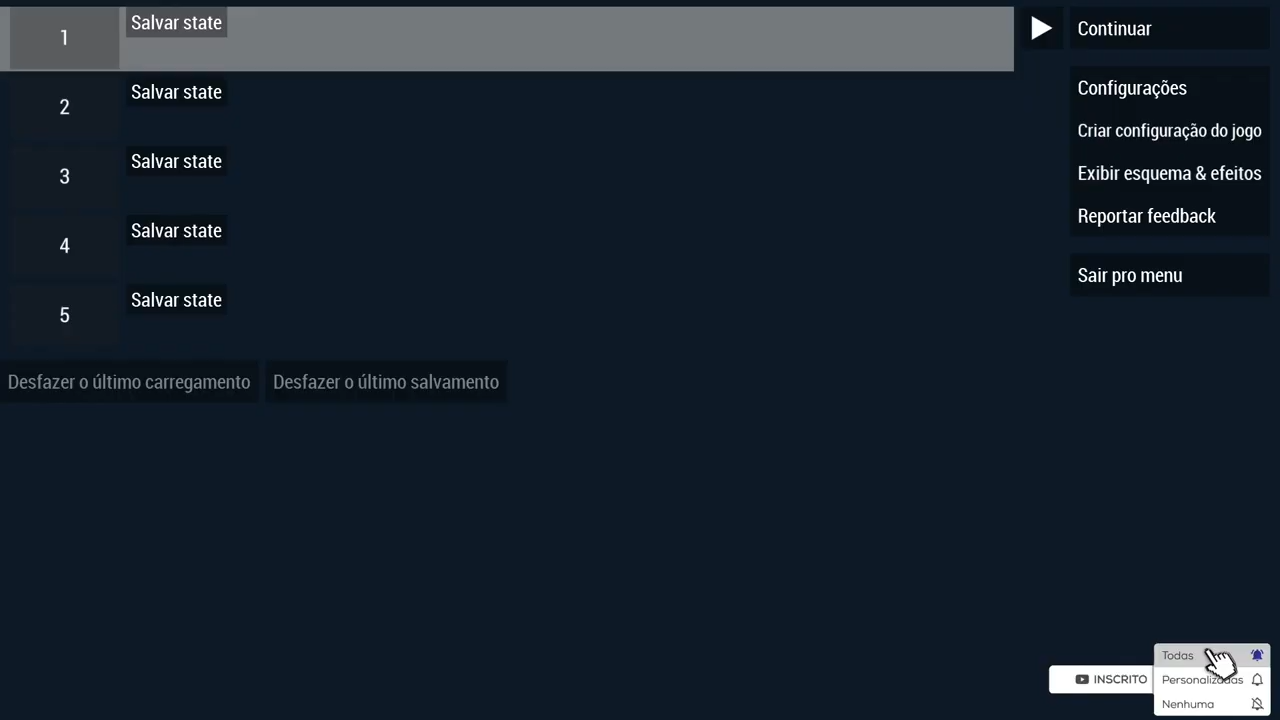 1
Salvar state
2
Salvar state
3
Salvar state
4
Salvar state
5
Salvar state
Desfazer o último carregamento
Desfazer o último salvamento
Continuar
Configurações
Criar configuração do jogo
Exibir esquema & efeitos
Reportar feedback
Sair pro menu
INSCRITO
Todas
Personalizadas
Nenhuma